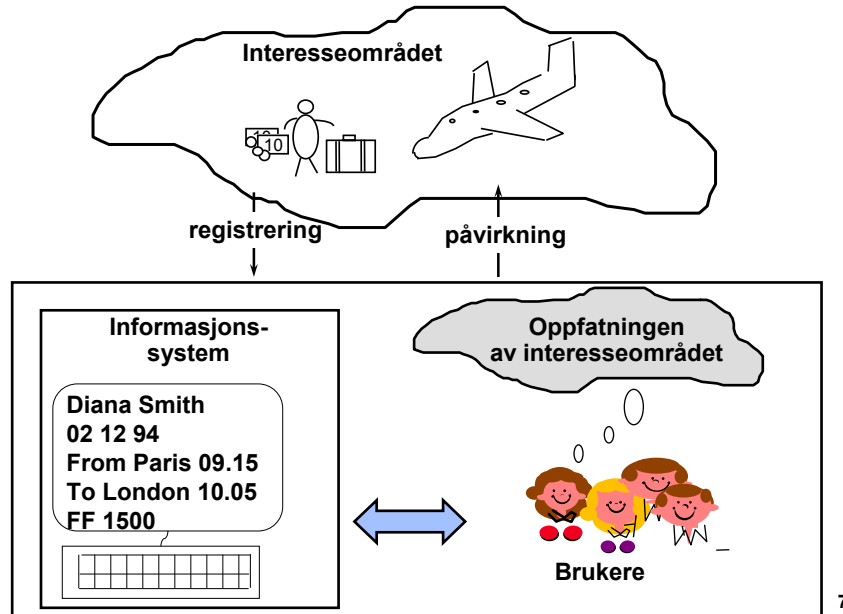 Interesseområdet
10
10
registrering
påvirkning
Informasjons-
system
Diana Smith
02 12 94
From Paris 09.15
To London 10.05
FF 1500
Oppfatningen
av interesseområdet
Brukere
7